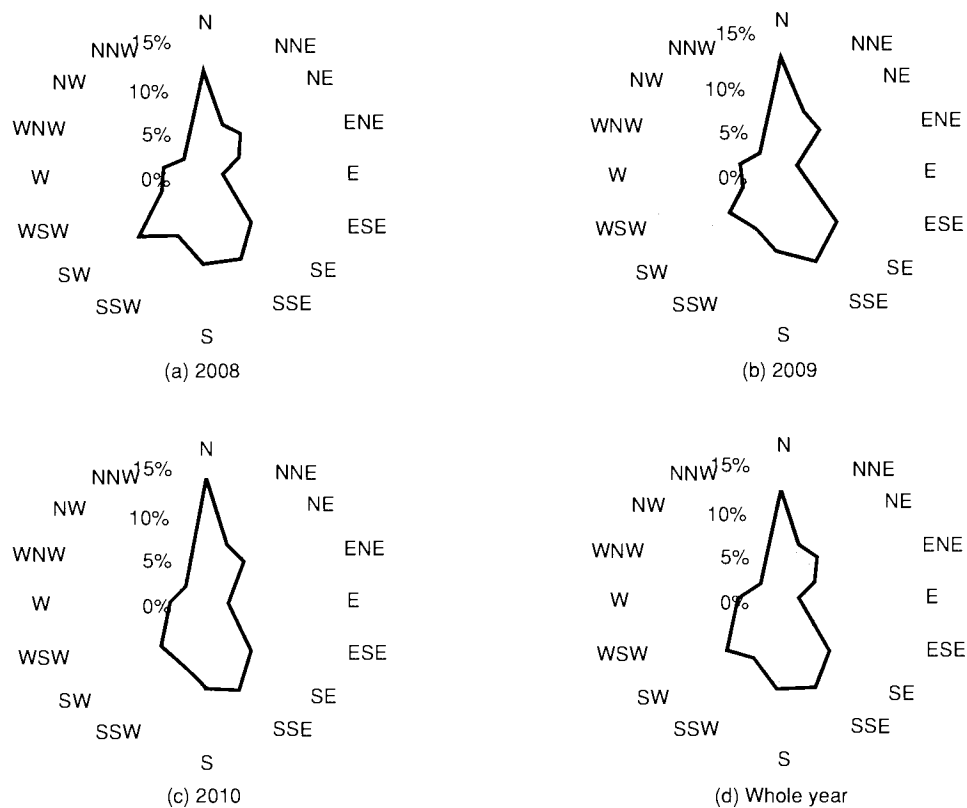 N
NNW 15% NNE
NW NE
10%
WNW 5% ENE
W 0% E
WSW ESE
SW SE
SSW SSE
S
(a) 2008
N
NNW 15% NNE
NW NE
10%
WNW 5% ENE
W 0% E
WSW ESE
SW SE
SSW SSE
S
(b) 2009
N
NNW 15% NNE
NW NE
10%
WNW 5% ENE
W 0% E
WSW ESE
SW SE
SSW SSE
S
(c) 2010
N
NNW 15% NNE
NW NE
10%
WNW 5% ENE
W 0% E
WSW ESE
SW SE
SSW SSE
S
(d) Whole year